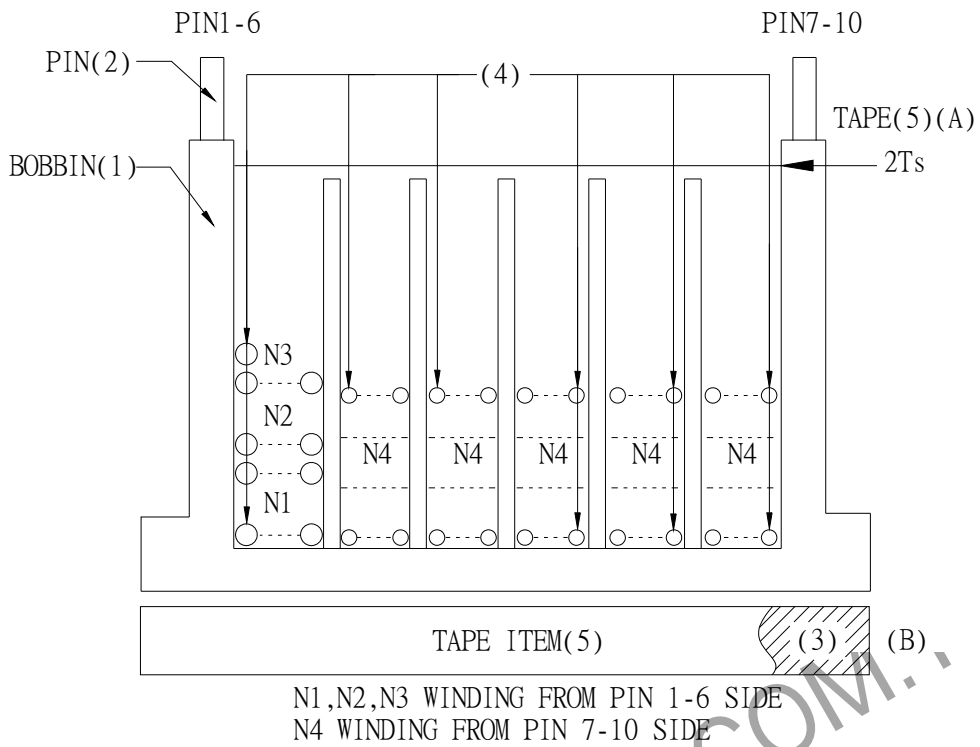 PIN1-6
PIN7-10
PIN(2)
(4)
TAPE(5)(A)
BOBBIN(1)
2Ts
N3
N2
N4 N4 N4 N4 N4
N1
TAPE ITEM(5)
(3)
(B)
N1,N2,N3 WINDING FROM PIN 1-6 SIDE
N4 WINDING FROM PIN 7-10 SIDE
COM.